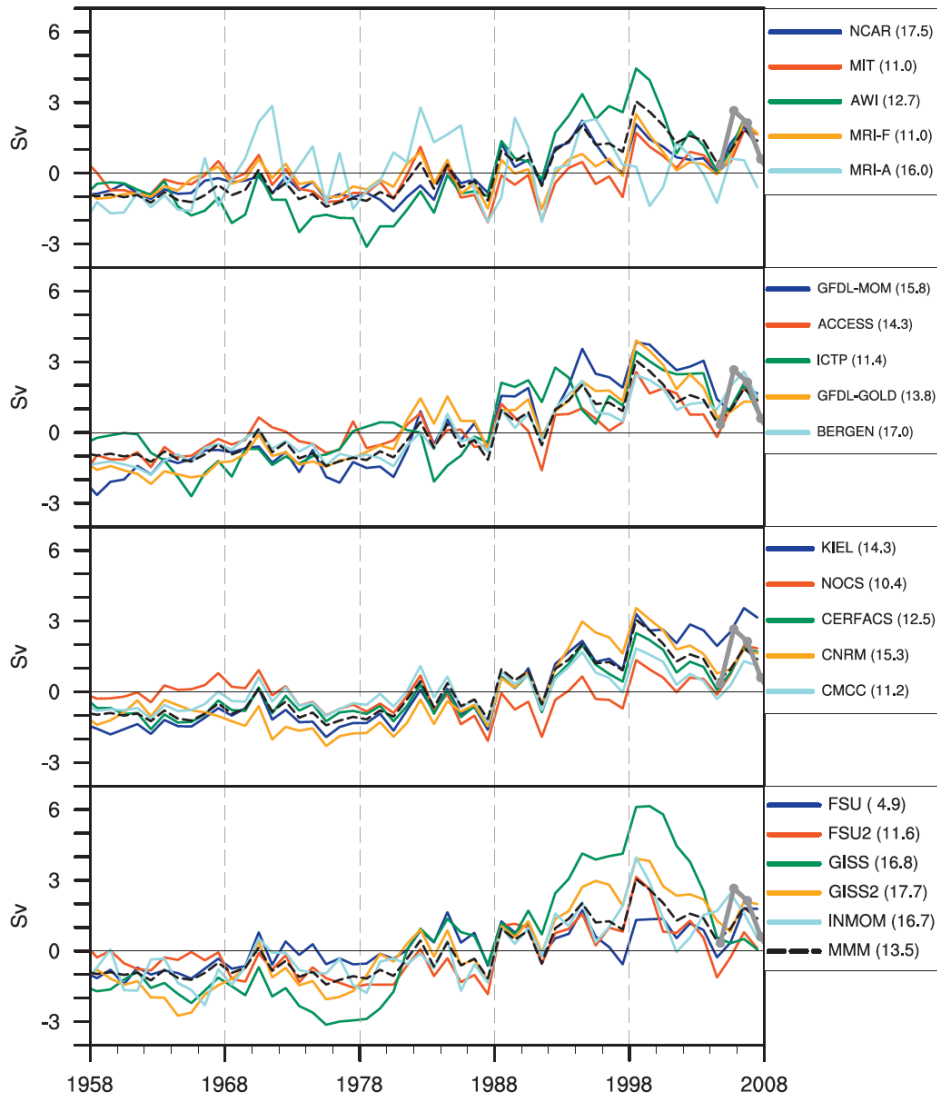 6
3
0
-3
Sv
NCAR (17.5)
MIT (11.0)
AWI (12.7)
MRI-F (11.0)
MRI-A (16.0)
6
3
0
-3
Sv
GFDL-MOM (15.8)
ACCESS (14.3)
ICTP (11.4)
GFDL-GOLD (13.8)
BERGEN (17.0)
6
3
0
-3
Sv
KIEL (14.3)
NOCS (10.4)
CERFACS (12.5)
CNRM (15.3)
CMCC (11.2)
6
3
0
-3
Sv
FSU ( 4.9)
FSU2 (11.6)
GISS (16.8)
GISS2 (17.7)
INMOM (16.7)
MMM (13.5)
1958 1968 1978 1988 1998 2008